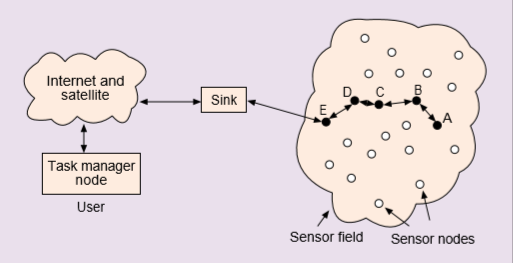 Internet and
satellite
Sink
Task manager
node
User
E
D
C
B
A
Sensor field
Sensor nodes